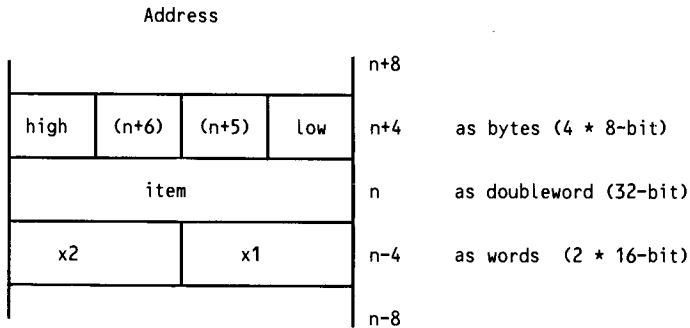 Address
n+8
high (n+6) (n+5) low n+4 as bytes (4 * 8-bit)
item n as doubleword (32-bit)
x2 x1 n-4 as words (2 * 16-bit)
n-8